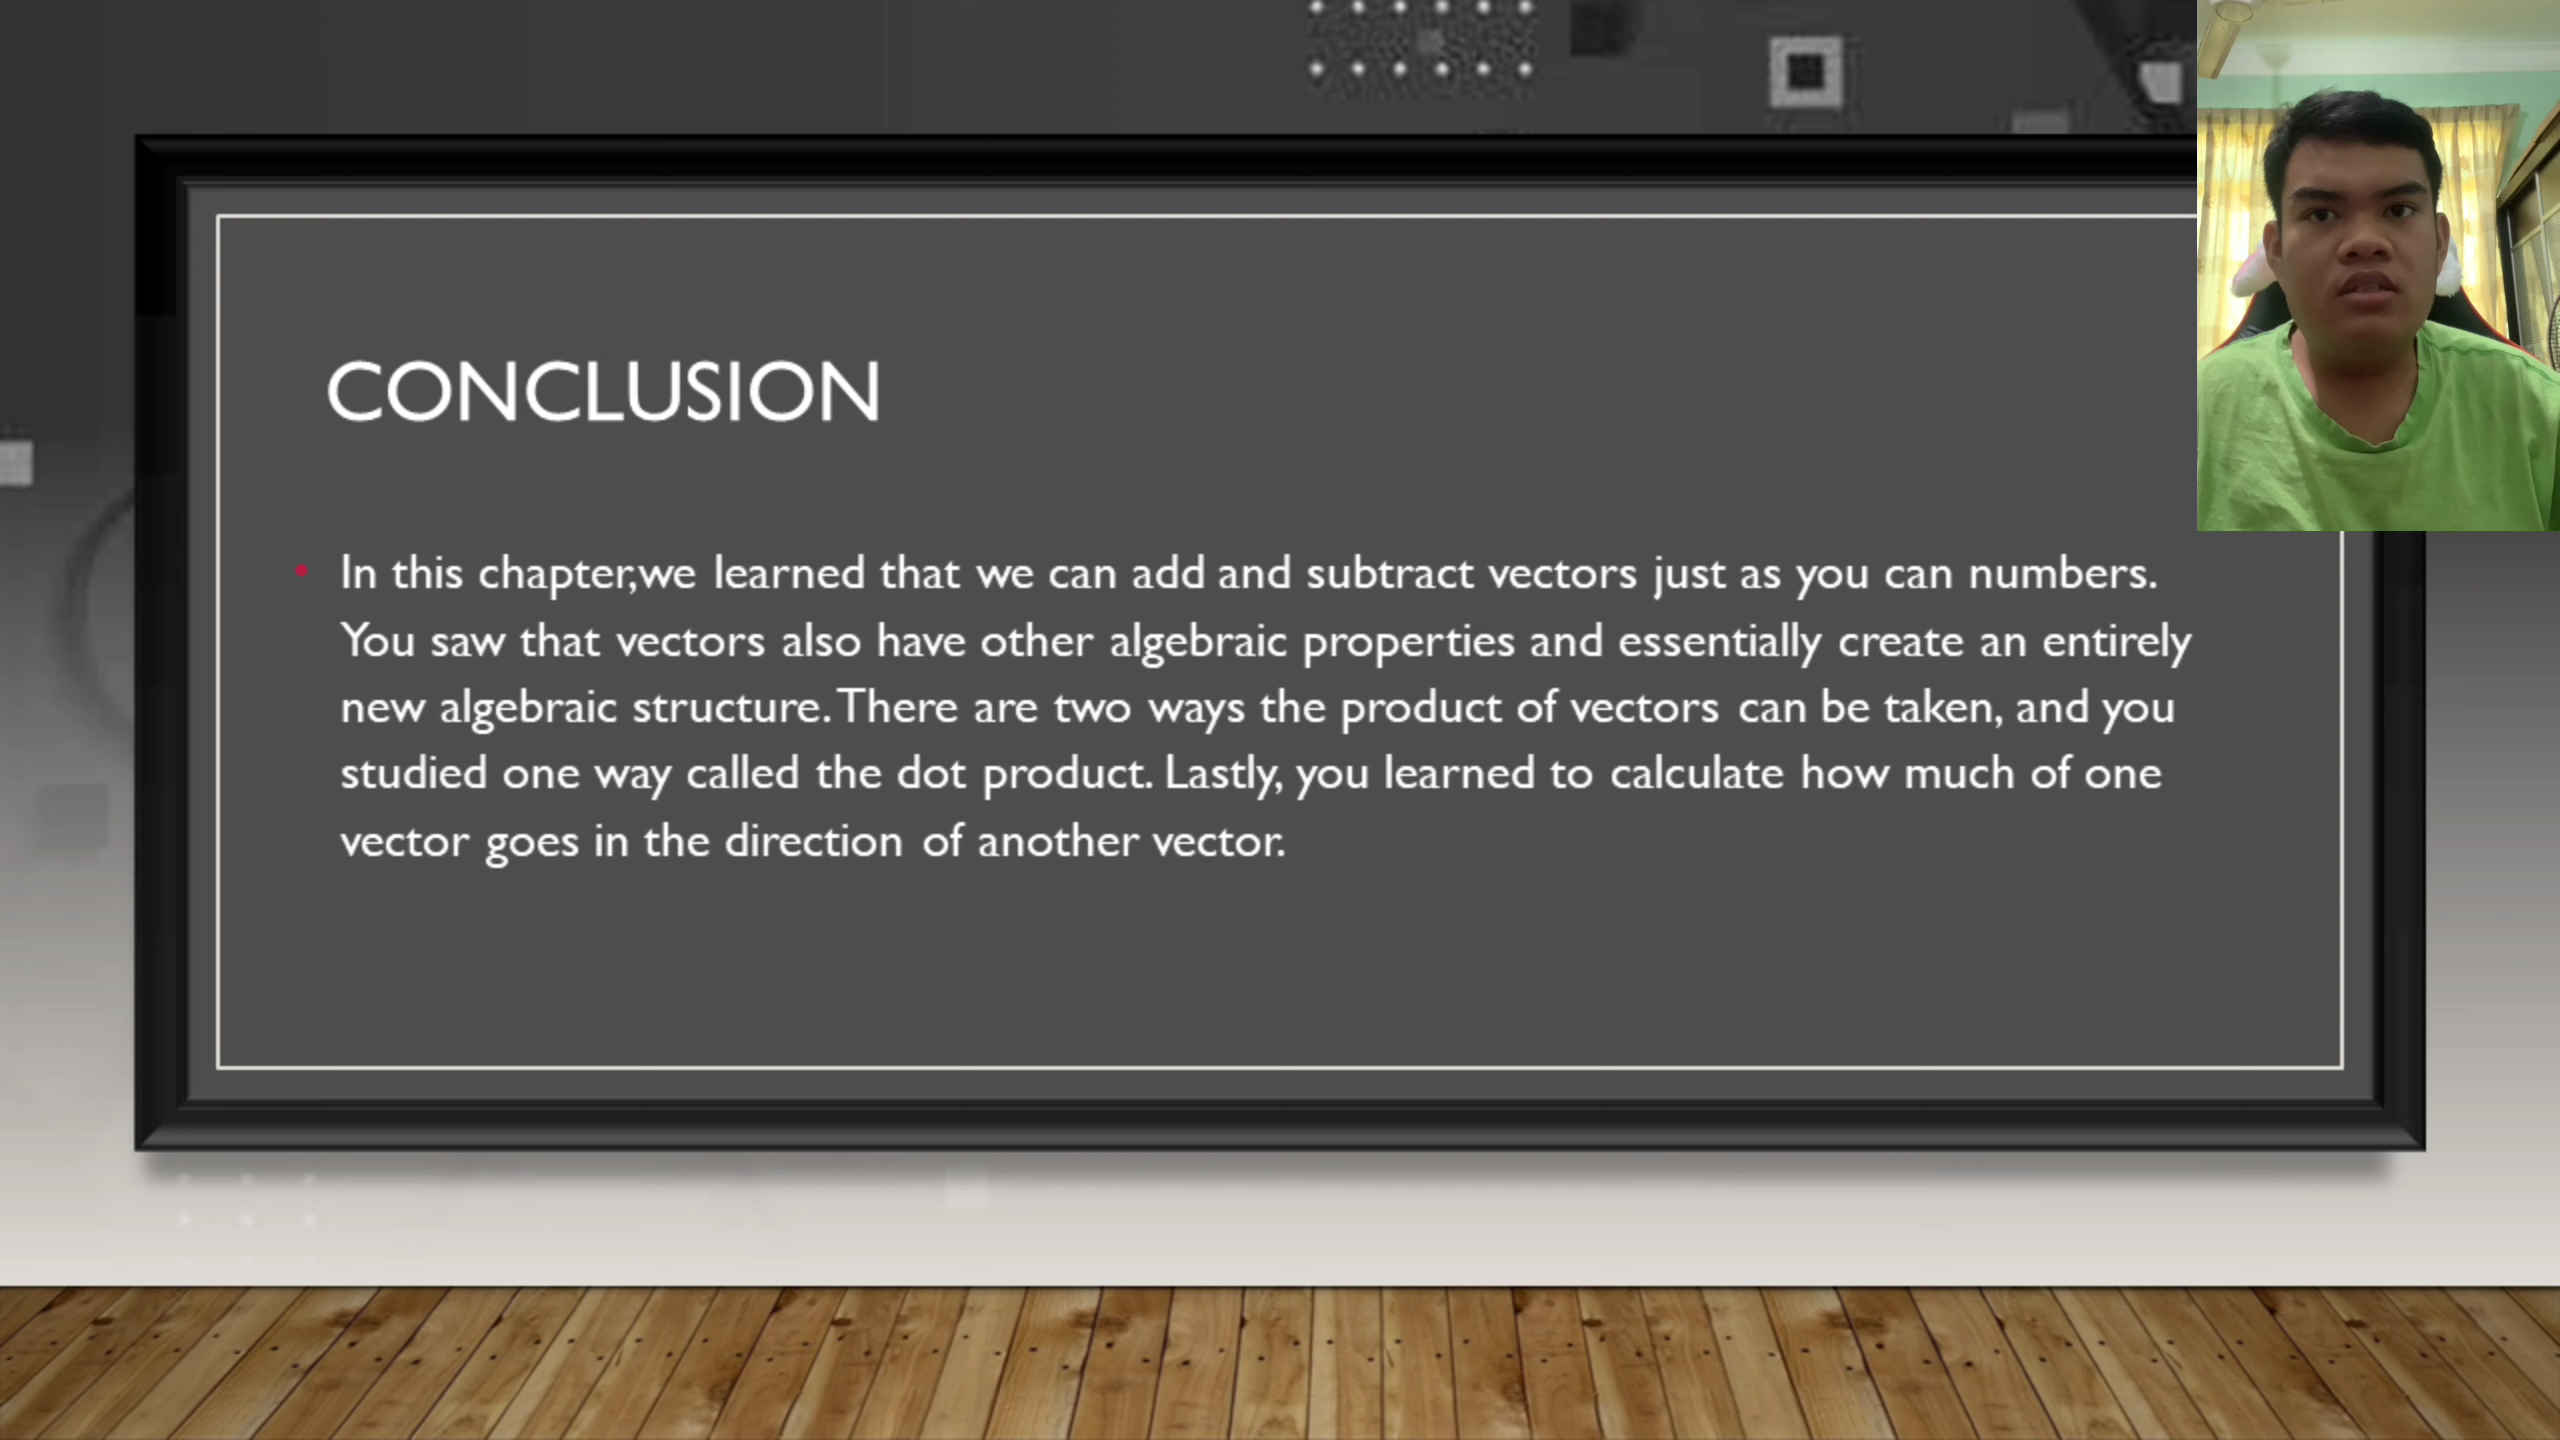 CONCLUSION
• In this chapter,we learned that we can add and subtract vectors just as you can numbers.
You saw that vectors also have other algebraic properties and essentially create an entirely
new algebraic structure. There are two ways the product of vectors can be taken, and you
studied one way called the dot product. Lastly, you learned to calculate how much of one
vector goes in the direction of another vector.